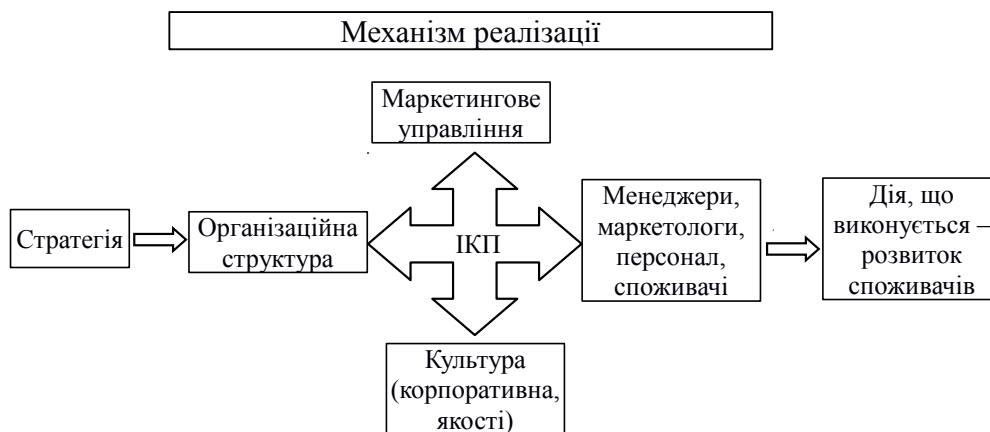 Механізм реалізації
Маркетингове
управління
Стратегія
Організаційна
структура
ІКП
Менеджери,
маркетологи,
персонал,
споживачі
Дія, що
виконується –
розвиток
споживачів
Культура
(корпоративна,
якості)